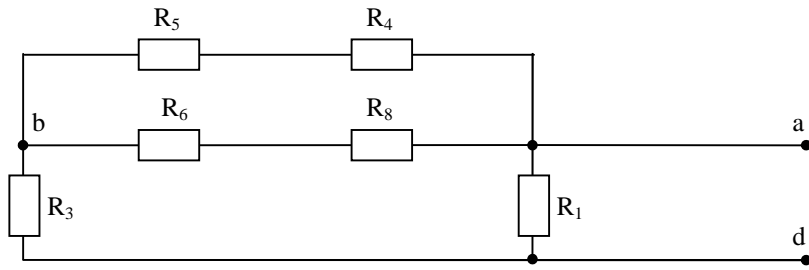 R₅ R₄
R₆ R₈
b a
R₃ R₁
d